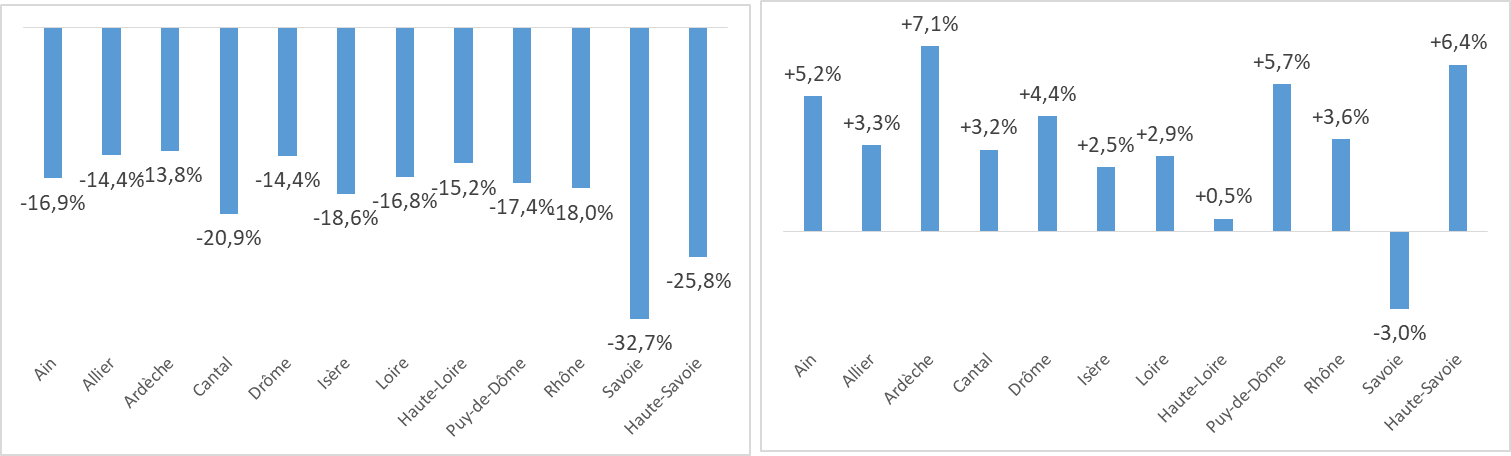 -16,9%
-14,4%
-13,8%
-20,9%
-14,4%
-18,6%
-16,8%
-15,2%
-17,4%
-18,0%
-32,7%
-25,8%
Ain
Allier
Ardèche
Cantal
Drôme
Isère
Loire
Haute-Loire
Puy-de-Dôme
Rhône
Savoie
Haute-Savoie
+5,2%
+3,3%
+7,1%
+3,2%
+4,4%
+2,5%
+2,9%
+0,5%
+5,7%
+3,6%
-3,0%
+6,4%
Ain
Allier
Ardèche
Cantal
Drôme
Isère
Loire
Haute-Loire
Puy-de-Dôme
Rhône
Savoie
Haute-Savoie